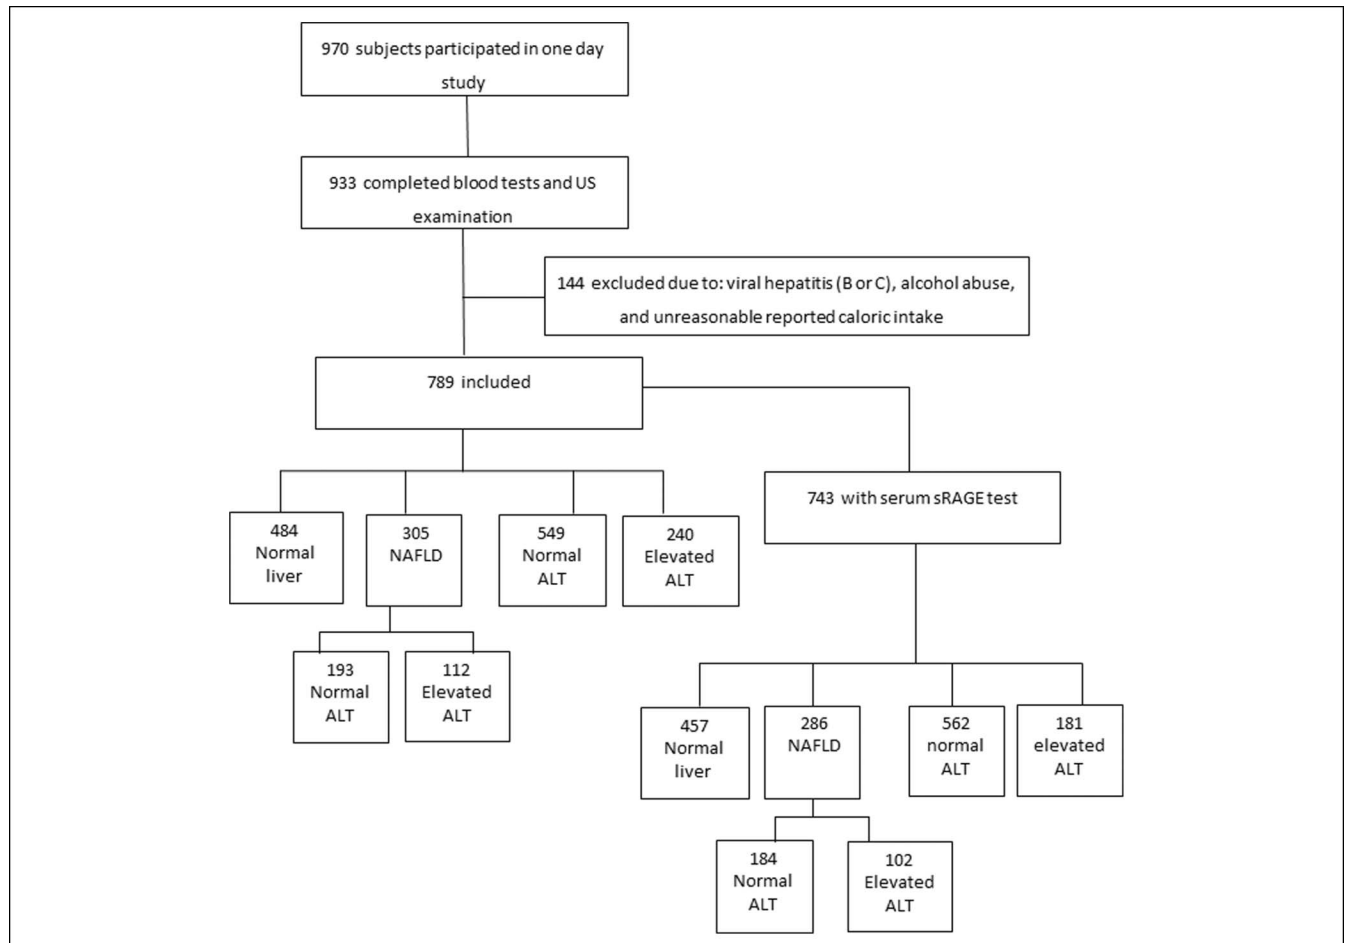 970 subjects participated in one day
study
933 completed blood tests and US
examination
144 excluded due to: viral hepatitis (B or C), alcohol abuse,
and unreasonable reported caloric intake
789 included
743 with serum sRAGE test
484
Normal
liver
305
NAFLD
549
Normal
ALT
240
Elevated
ALT
193
Normal
ALT
112
Elevated
ALT
457
Normal
liver
286
NAFLD
562
normal
ALT
181
elevated
ALT
184
Normal
ALT
102
Elevated
ALT